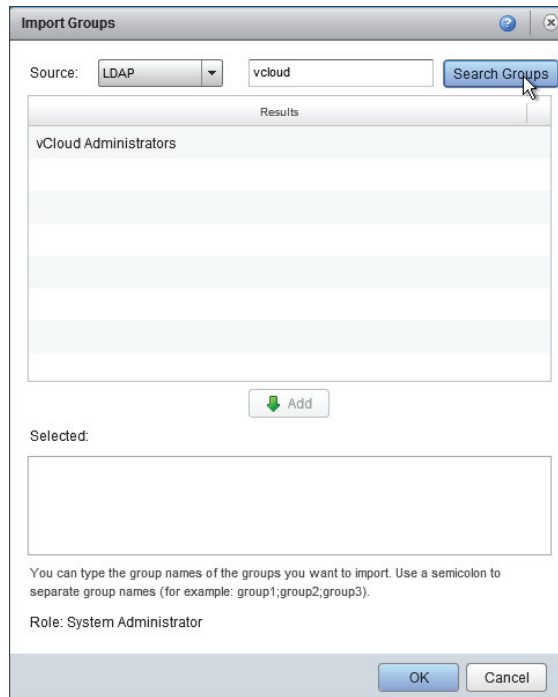 Import Groups
Source: LDAP vcloud Search Groups
Results
vCloud Administrators
Add
Selected:
You can type the group names of the groups you want to import. Use a semicolon to
separate group names (for example: group1;group2;group3).
Role: System Administrator
OK Cancel